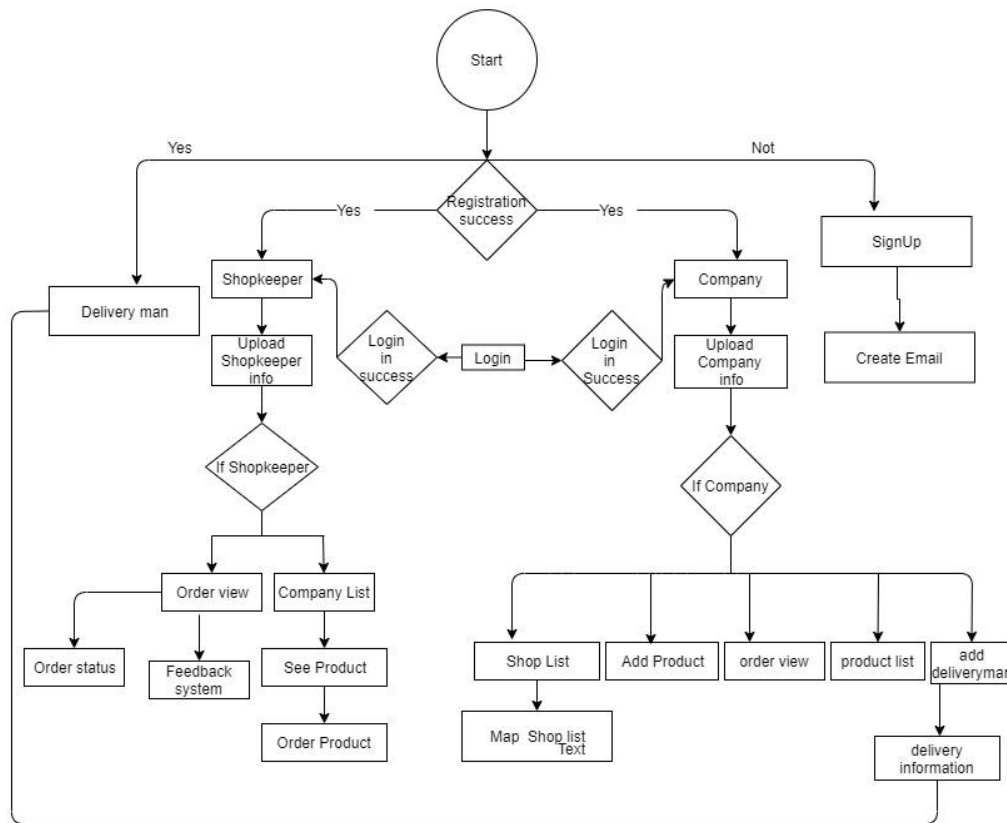 Start
Yes
Not
Registration
success
Yes
Yes
SignUp
Shopkeeper
Company
Delivery man
Upload
Shopkeeper
info
Login
in
success
Login
Login
in
Success
Upload
Company
info
Create Email
If Shopkeeper
If Company
Order view
Company List
Order status
Feedback
system
See Product
Order Product
Shop List
Add Product
order view
product list
add
deliveryman
Map Shop list
Text
delivery
information